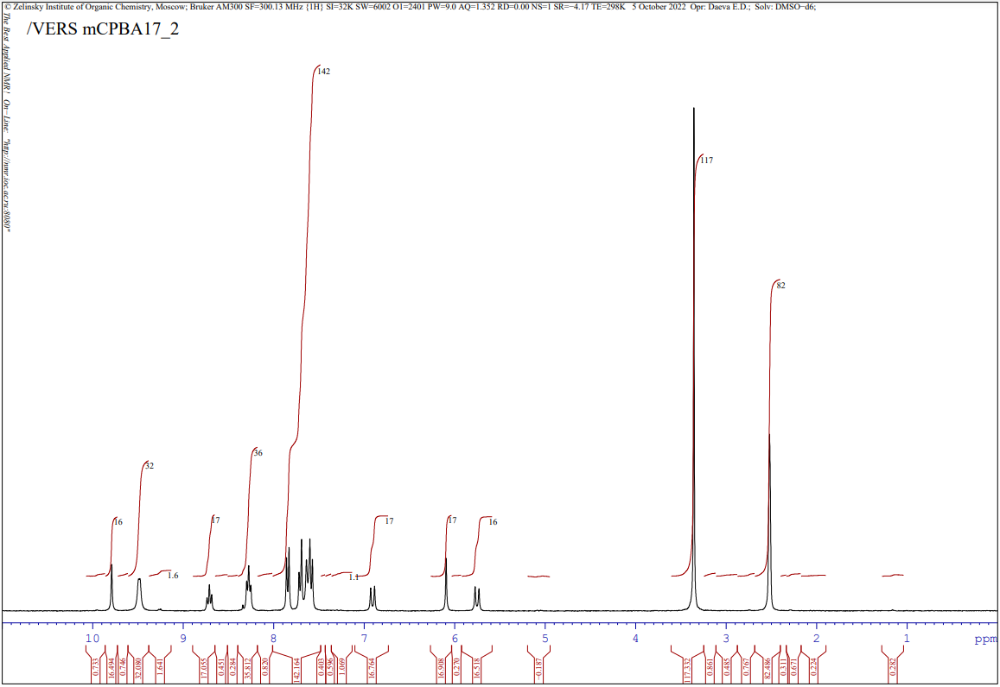 © Zelinsky Institute of Organic Chemistry, Moscow; Bruker AM300 SF=300.13 MHz {1H} SI=32K SW=6002 O1=2401 PW=9.0 AQ=1.352 RD=0.00 NS=1 SR=-4.17 TE=298K 5 October 2022 Opr: Daeva E.D.; Solv: DMSO-d6;
The Best Applied NMR! On-Line: "http://nmr.ioc.ac.ru:8080"
/VERS mCPBA17_2
142
117
82
32
36
16
17
17
17
16
1.6
1.1
10 9 8 7 6 5 4 3 2 1 ppm
0.733 16.494 0.746 32.080 1.641 17.055 0.451 0.284 35.812 0.820 142.164 0.403 0.596 1.069 16.764 16.908 0.270 16.518 -0.187 117.332 0.861 0.485 0.767 82.486 0.311 0.671 0.224 0.282